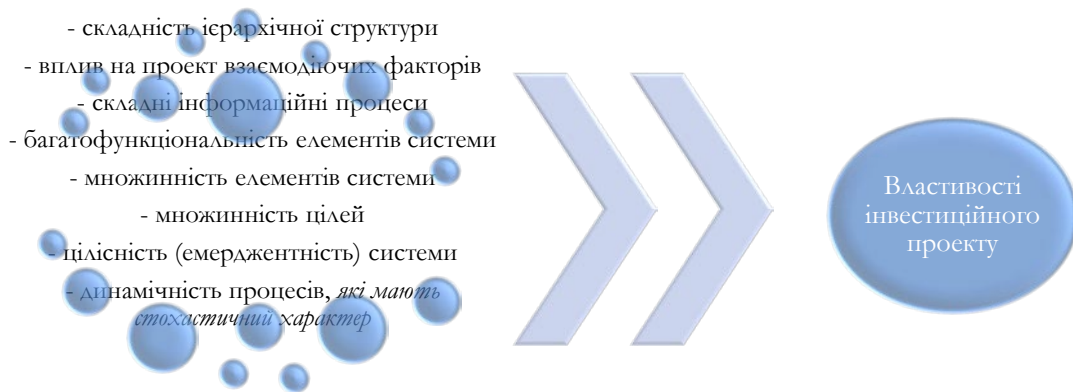 - складність ієрархічної структури
- вплив на проект взаємодіючих факторів
- складні інформаційні процеси
- багатофункціональність елементів системи
- множинність елементів системи
- множинність цілей
- цілісність (емерджентність) системи
- динамічність процесів, які мають
стохастичний характер
Властивості
інвестиційного
проекту